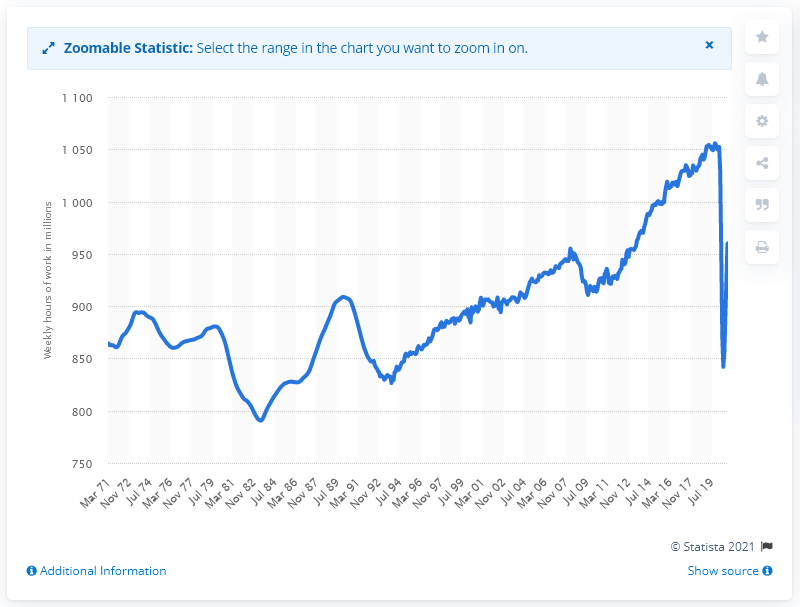 Zoomable Statistic: Select the range in the chart you want to zoom in on.
×
1 100
1 050
1 000
950
900
850
800
750
Weekly hours of work in millions
Mar 71
Nov 72
Jul 74
Mar 76
Nov 77
Jul 79
Mar 81
Nov 82
Jul 84
Mar 86
Nov 87
Jul 89
Mar 91
Nov 92
Jul 94
Mar 96
Nov 97
Jul 99
Mar 01
Nov 02
Jul 04
Mar 06
Nov 07
Jul 09
Mar 11
Nov 12
Jul 14
Mar 16
Nov 17
Jul 19
© Statista 2021
Additional Information
Show source